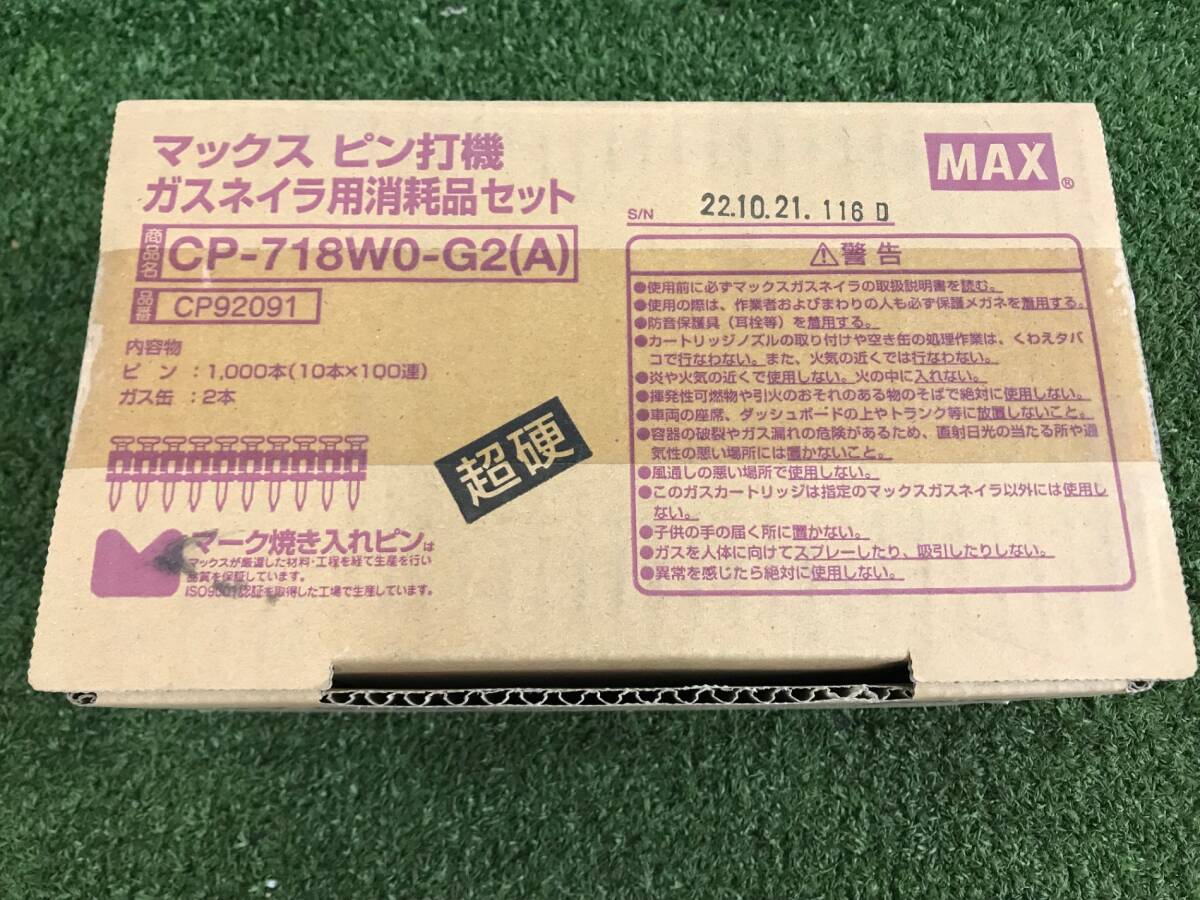 マックス ピン打機
ガスネイラ用消耗品セット
商品名 CP-718W0-G2(A)
品番 CP92091
内容物
ピン：1,000本(10本×100連)
ガス缶：2本
超硬
マーク焼き入れピンは
マックスが厳選した材料・工程を経て生産を行い
品質を保証しています。
ISO9001認証を取得した工場で生産しています。
MAX®
S/N 22.10.21. 116 D
⚠警告
●使用前に必ずマックスガスネイラの取扱説明書を読む。
●使用の際は、作業者およびまわりの人も必ず保護メガネを着用する。
●防音保護具（耳栓等）を着用する。
●カートリッジノズルの取り付けや空き缶の処理作業は、くわえタバ
コで行なわない。また、火気の近くでは行なわない。
●炎や火気の近くで使用しない。火の中に入れない。
●揮発性可燃物や引火のおそれのある物のそばで絶対に使用しない。
●車両の座席、ダッシュボードの上やトランク等に放置しないこと。
●容器の破裂やガス漏れの危険があるため、直射日光の当たる所や通
気性の悪い場所には置かないこと。
●風通しの悪い場所で使用しない。
●このガスカートリッジは指定のマックスガスネイラ以外には使用し
ない。
●子供の手の届く所に置かない。
●ガスを人体に向けてスプレーしたり、吸引したりしない。
●異常を感じたら絶対に使用しない。